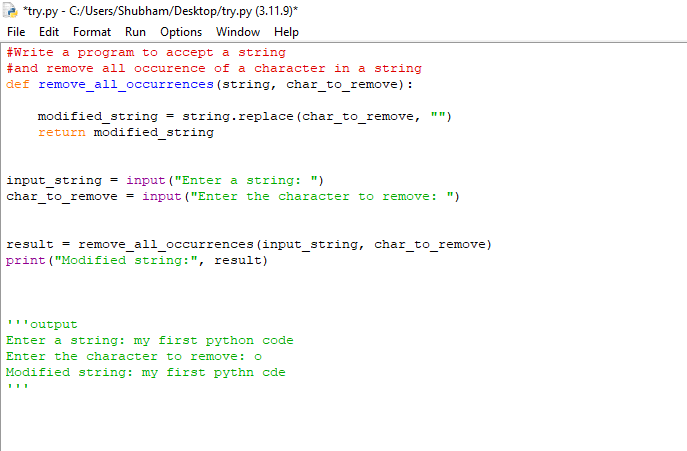 *try.py - C:/Users/Shubham/Desktop/try.py (3.11.9)*
File Edit Format Run Options Window Help
#Write a program to accept a string
#and remove all occurence of a character in a string
def remove_all_occurrences(string, char_to_remove):
    modified_string = string.replace(char_to_remove, "")
    return modified_string
input_string = input("Enter a string: ")
char_to_remove = input("Enter the character to remove: ")
result = remove_all_occurrences(input_string, char_to_remove)
print("Modified string:", result)
'''output
Enter a string: my first python code
Enter the character to remove: o
Modified string: my first pythn cde
'''